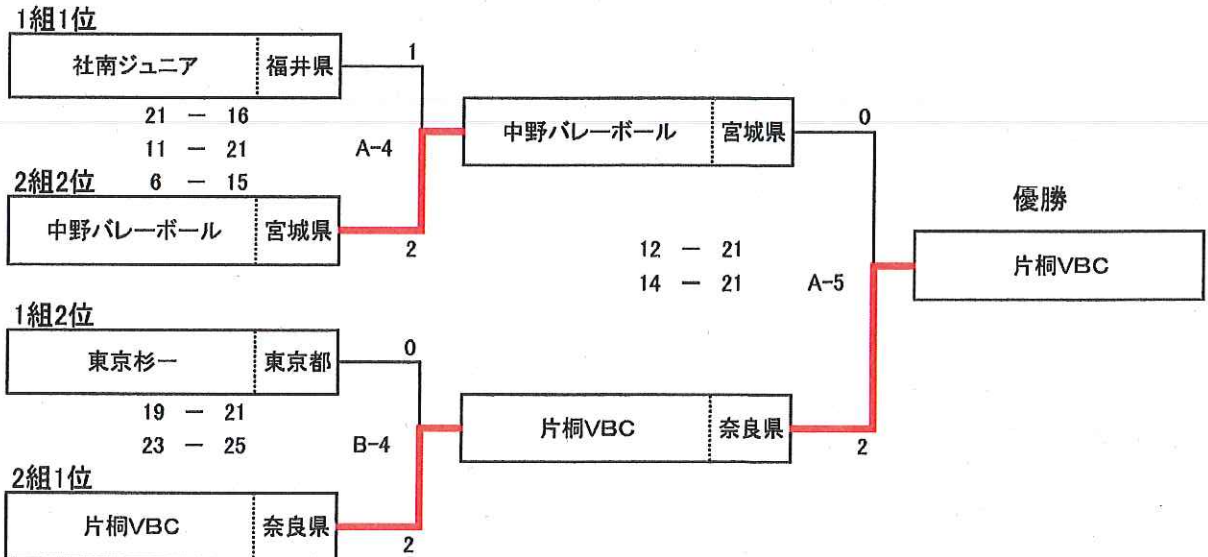 1組1位
社南ジュニア 福井県
1
21 － 16
11 － 21
6 － 15
A-4
2組2位
中野バレーボール 宮城県
2
中野バレーボール 宮城県
0
1組2位
東京杉一 東京都
0
19 － 21
23 － 25
B-4
2組1位
片桐VBC 奈良県
2
片桐VBC 奈良県
2
12 － 21
14 － 21
A-5
優勝
片桐VBC